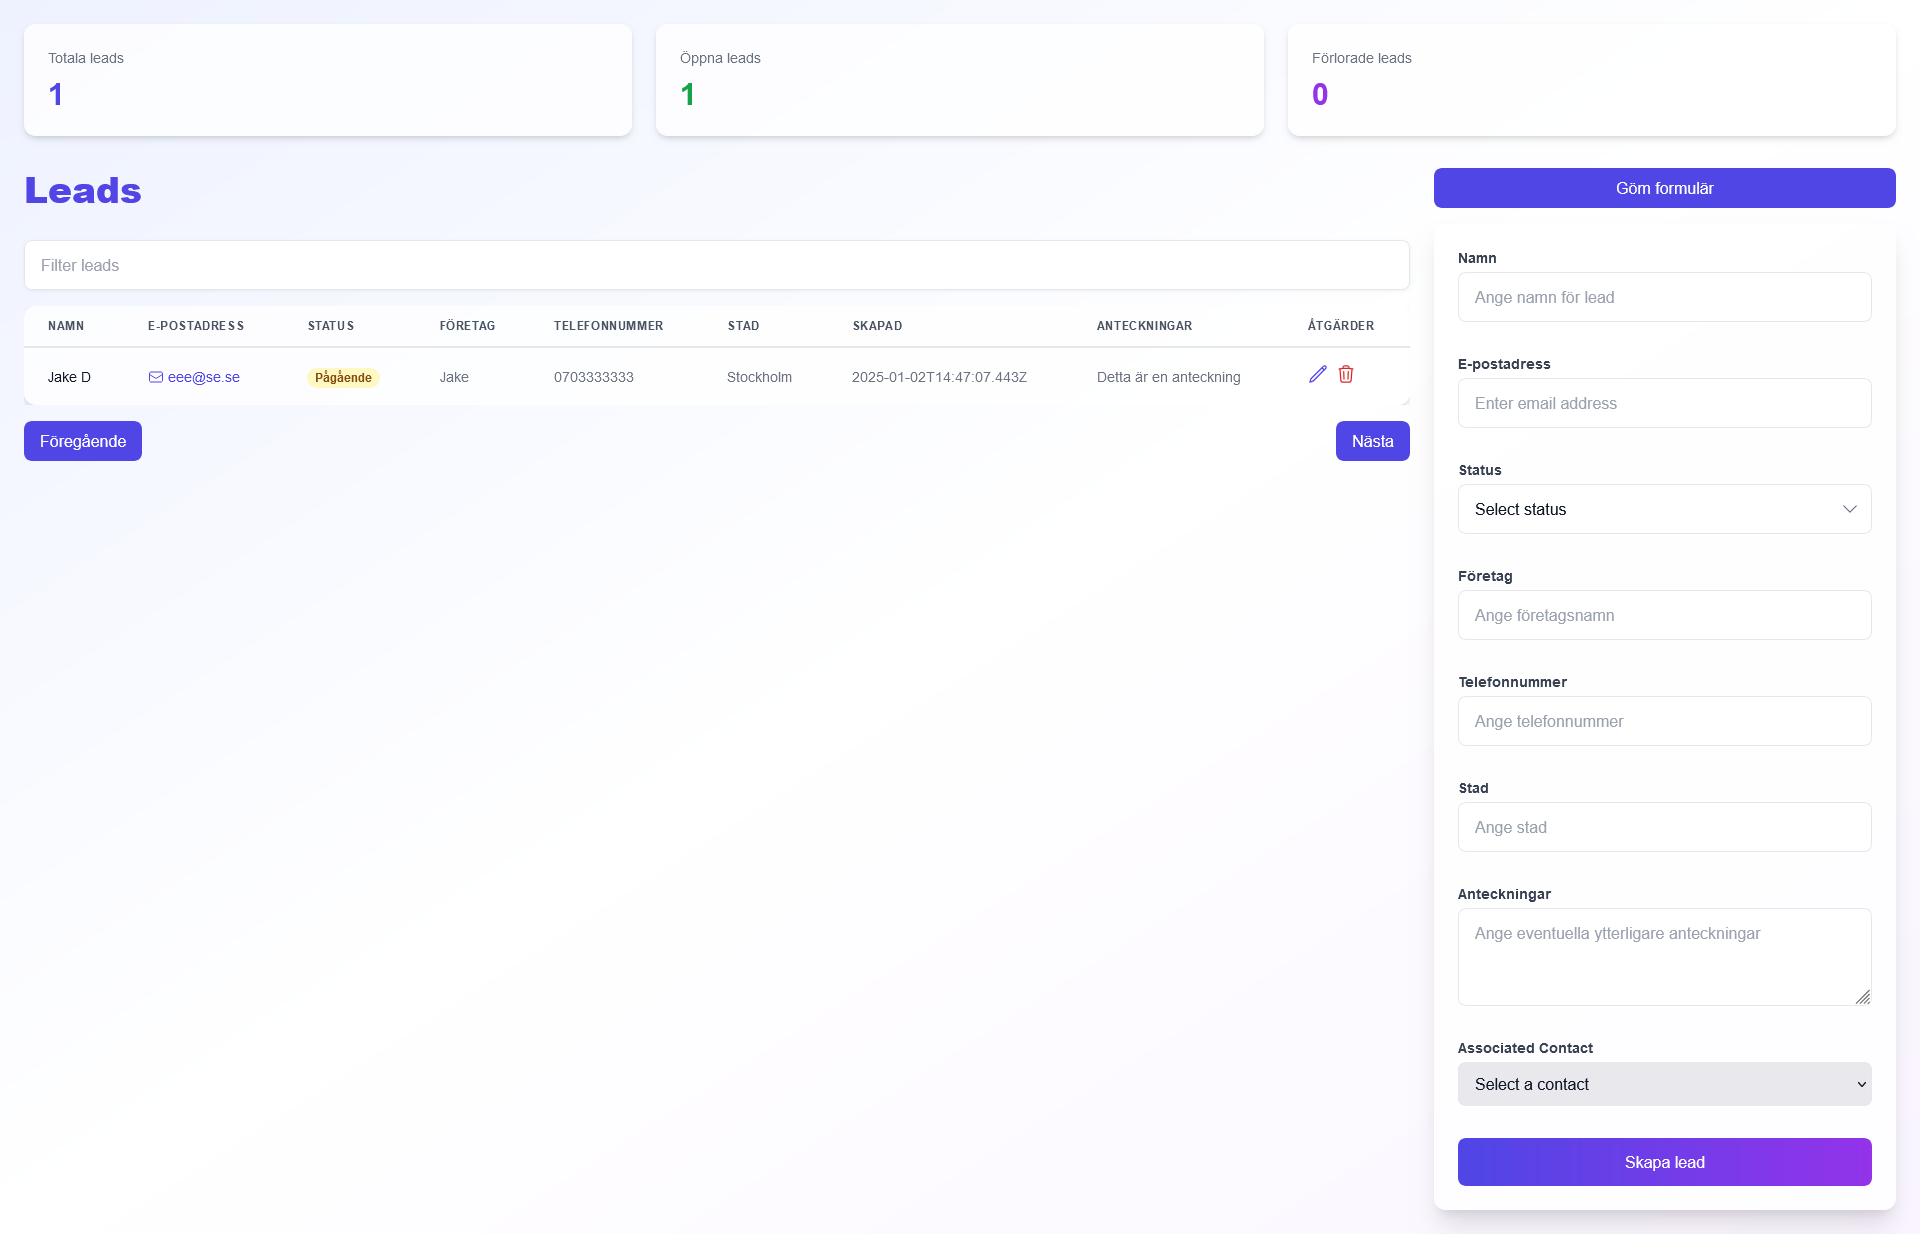 Totala leads
1
Öppna leads
1
Förlorade leads
0
Leads
Filter leads
NAMN E-POSTADRESS STATUS FÖRETAG TELEFONNUMMER STAD SKAPAD ANTECKNINGAR ÅTGÄRDER
Jake D eee@se.se Pågående Jake 0703333333 Stockholm 2025-01-02T14:47:07.443Z Detta är en anteckning
Föregående Nästa
Göm formulär
Namn
Ange namn för lead
E-postadress
Enter email address
Status
Select status
Företag
Ange företagsnamn
Telefonnummer
Ange telefonnummer
Stad
Ange stad
Anteckningar
Ange eventuella ytterligare anteckningar
Associated Contact
Select a contact
Skapa lead